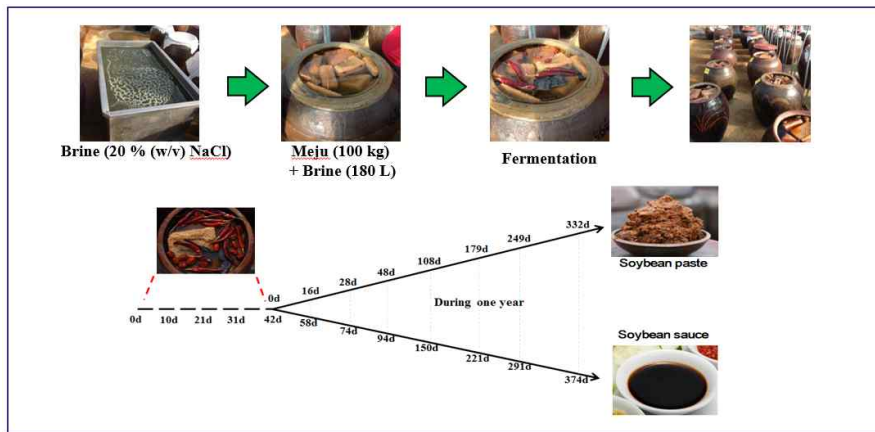 Brine (20 % (w/v) NaCl)
Meju (100 kg)
+ Brine (180 L)
Fermentation
332d
249d
179d
108d
48d
28d
16d
0d
Soybean paste
During one year
0d
10d
21d
31d
42d
58d
74d
94d
150d
221d
291d
374d
Soybean sauce